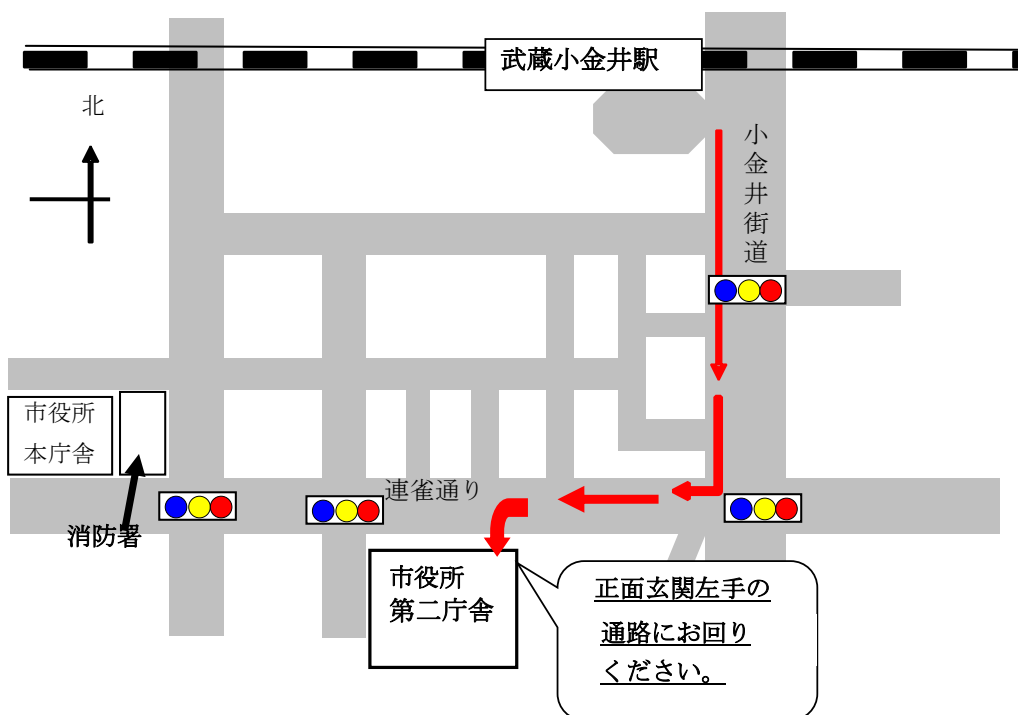 武蔵小金井駅
北
小金井街道
市役所
本庁舎
連雀通り
消防署
市役所
第二庁舎
正面玄関左手の
通路にお回り
ください。